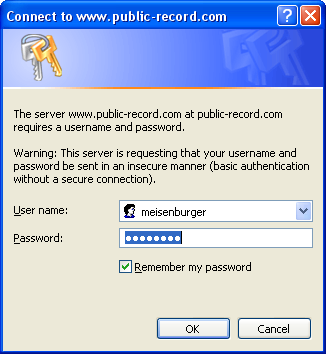 Connect to www.public-record.com
The server www.public-record.com at public-record.com
requires a username and password.
Warning: This server is requesting that your username and
password be sent in an insecure manner (basic authentication
without a secure connection).
User name: meisenburger
Password: ●●●●●●●●
Remember my password
OK Cancel